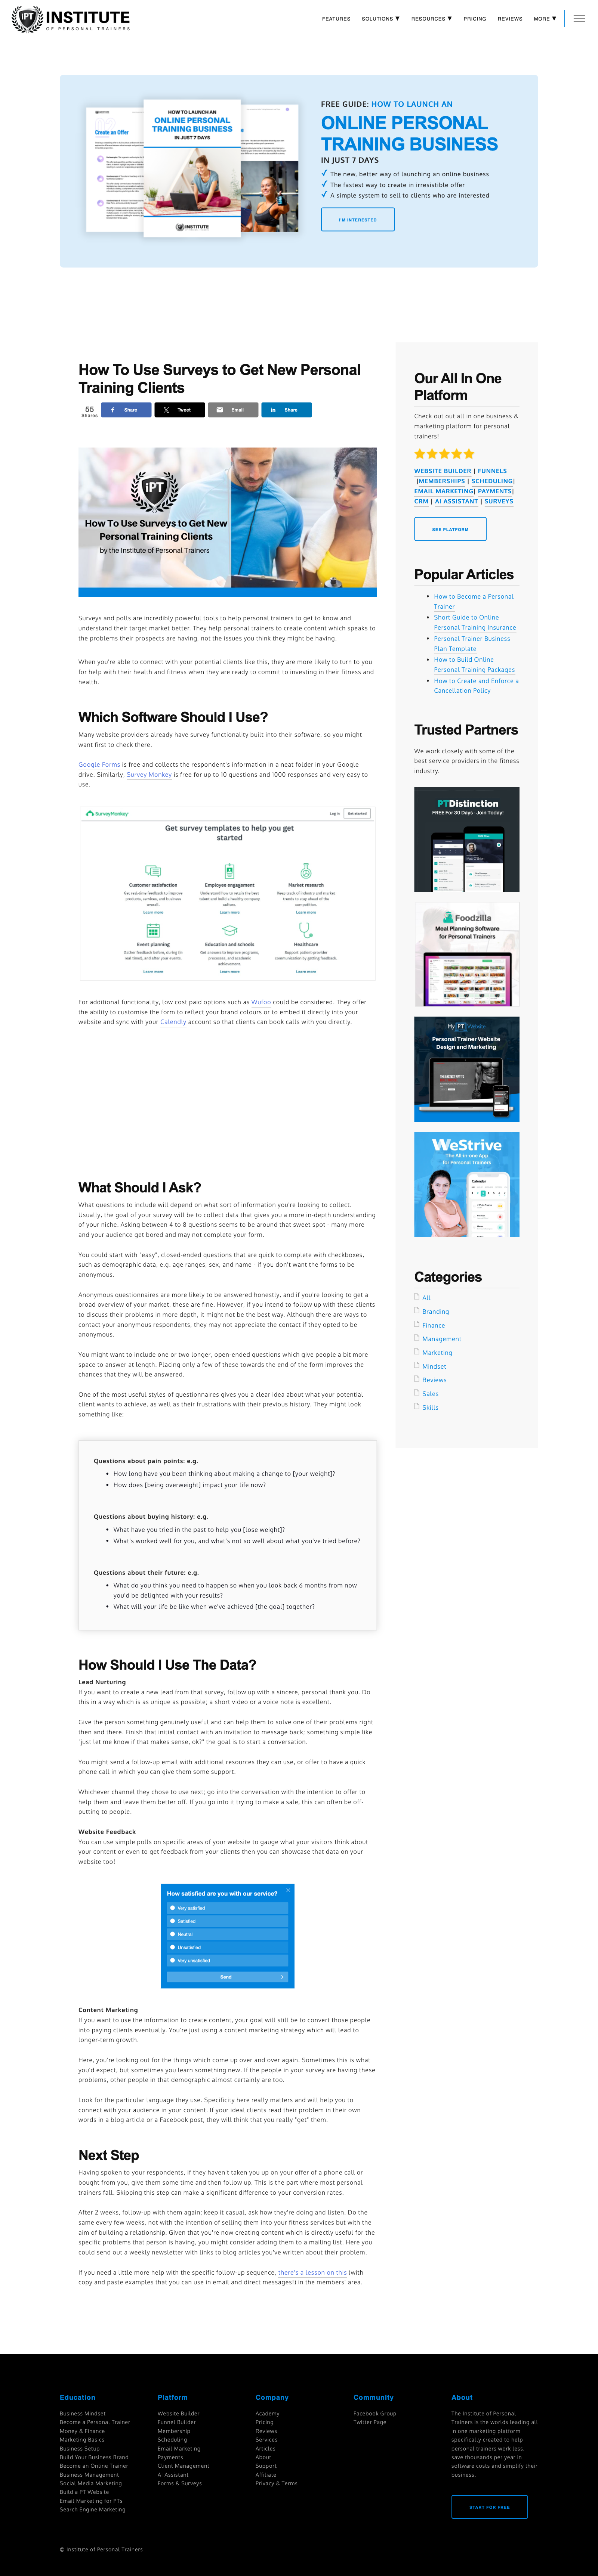 IPT INSTITUTE
OF PERSONAL TRAINERS
FEATURES SOLUTIONS ▼ RESOURCES ▼ PRICING REVIEWS MORE ▼
Create an Offer
HOW TO LAUNCH AN
ONLINE PERSONAL
TRAINING BUSINESS
IN JUST 7 DAYS
INSTITUTE
FREE GUIDE: HOW TO LAUNCH AN
ONLINE PERSONAL
TRAINING BUSINESS
IN JUST 7 DAYS
✓ The new, better way of launching an online business
✓ The fastest way to create in irresistible offer
✓ A simple system to sell to clients who are interested
I'M INTERESTED
How To Use Surveys to Get New Personal
Training Clients
55
Shares
Share
Tweet
Email
Share
IPT
How To Use Surveys to Get New
Personal Training Clients
by the Institute of Personal Trainers
Surveys and polls are incredibly powerful tools to help personal trainers to get to know and
understand their target market better. They help personal trainers to create content which speaks to
the problems their prospects are having, not the issues you think they might be having.
When you're able to connect with your potential clients like this, they are more likely to turn to you
for help with their health and fitness when they are ready to commit to investing in their fitness and
health.
Which Software Should I Use?
Many website providers already have survey functionality built into their software, so you might
want first to check there.
Google Forms is free and collects the respondent's information in a neat folder in your Google
drive. Similarly, Survey Monkey is free for up to 10 questions and 1000 responses and very easy to
use.
SurveyMonkey
Log in Get started
Get survey templates to help you get
started
Customer satisfaction
Employee engagement
Market research
Learn more
Learn more
Learn more
Event planning
Education and schools
Healthcare
Learn more
Learn more
Learn more
For additional functionality, low cost paid options such as Wufoo could be considered. They offer
the ability to customise the form to reflect your brand colours or to embed it directly into your
website and sync with your Calendly account so that clients can book calls with you directly.
What Should I Ask?
What questions to include will depend on what sort of information you're looking to collect.
Usually, the goal of your survey will be to collect data that gives you a more in-depth understanding
of your niche. Asking between 4 to 8 questions seems to be around that sweet spot - many more
and your audience get bored and may not complete your form.
You could start with "easy", closed-ended questions that are quick to complete with checkboxes,
such as demographic data, e.g. age ranges, sex, and name - if you don't want the forms to be
anonymous.
Anonymous questionnaires are more likely to be answered honestly, and if you're looking to get a
broad overview of your market, these are fine. However, if you intend to follow up with these clients
to discuss their problems in more depth, it might not be the best way. Although there are ways to
contact your anonymous respondents, they may not appreciate the contact if they opted to be
anonymous.
You might want to include one or two longer, open-ended questions which give people a bit more
space to answer at length. Placing only a few of these towards the end of the form improves the
chances that they will be answered.
One of the most useful styles of questionnaires gives you a clear idea about what your potential
client wants to achieve, as well as their frustrations with their previous history. They might look
something like:
Questions about pain points: e.g.
• How long have you been thinking about making a change to [your weight]?
• How does [being overweight] impact your life now?
Questions about buying history: e.g.
• What have you tried in the past to help you [lose weight]?
• What's worked well for you, and what's not so well about what you've tried before?
Questions about their future: e.g.
• What do you think you need to happen so when you look back 6 months from now
you'd be delighted with your results?
• What will your life be like when we've achieved [the goal] together?
How Should I Use The Data?
Lead Nurturing
If you want to create a new lead from that survey, follow up with a sincere, personal thank you. Do
this in a way which is as unique as possible; a short video or a voice note is excellent.
Give the person something genuinely useful and can help them to solve one of their problems right
then and there. Finish that initial contact with an invitation to message back; something simple like
"just let me know if that makes sense, ok?" the goal is to start a conversation.
You might send a follow-up email with additional resources they can use, or offer to have a quick
phone call in which you can give them some support.
Whichever channel they chose to use next; go into the conversation with the intention to offer to
help them and leave them better off. If you go into it trying to make a sale, this can often be off-
putting to people.
Website Feedback
You can use simple polls on specific areas of your website to gauge what your visitors think about
your content or even to get feedback from your clients then you can showcase that data on your
website too!
How satisfied are you with our service?
Very satisfied
Satisfied
Neutral
Unsatisfied
Very unsatisfied
Send
Content Marketing
If you want to use the information to create content, your goal will still be to convert those people
into paying clients eventually. You're just using a content marketing strategy which will lead to
longer-term growth.
Here, you're looking out for the things which come up over and over again. Sometimes this is what
you'd expect, but sometimes you learn something new. If the people in your survey are having these
problems, other people in that demographic almost certainly are too.
Look for the particular language they use. Specificity here really matters and will help you to
connect with your audience in your content. If your ideal clients read their problem in their own
words in a blog article or a Facebook post, they will think that you really "get" them.
Next Step
Having spoken to your respondents, if they haven't taken you up on your offer of a phone call or
bought from you, give them some time and then follow up. This is the part where most personal
trainers fall. Skipping this step can make a significant difference to your conversion rates.
After 2 weeks, follow-up with them again; keep it casual, ask how they're doing and listen. Do the
same every few weeks, not with the intention of selling them into your fitness services but with the
aim of building a relationship. Given that you're now creating content which is directly useful for the
specific problems that person is having, you might consider adding them to a mailing list. Here you
could send out a weekly newsletter with links to blog articles you've written about their problem.
If you need a little more help with the specific follow-up sequence, there's a lesson on this (with
copy and paste examples that you can use in email and direct messages!) in the members' area.
Our All In One
Platform
Check out out all in one business &
marketing platform for personal
trainers!
WEBSITE BUILDER | FUNNELS
|MEMBERSHIPS | SCHEDULING|
EMAIL MARKETING| PAYMENTS|
CRM | AI ASSISTANT | SURVEYS
SEE PLATFORM
Popular Articles
• How to Become a Personal
Trainer
• Short Guide to Online
Personal Training Insurance
• Personal Trainer Business
Plan Template
• How to Build Online
Personal Training Packages
• How to Create and Enforce a
Cancellation Policy
Trusted Partners
We work closely with some of the
best service providers in the fitness
industry.
PTDistinction
FREE For 30 Days - Join Today!
Foodzilla
Meal Planning Software
for Personal Trainers
My PT Website
Personal Trainer Website
Design and Marketing
WeStrive
The All-in-one App
for Personal Trainers
Calendar
Categories
All
Branding
Finance
Management
Marketing
Mindset
Reviews
Sales
Skills
Education
Business Mindset
Become a Personal Trainer
Money & Finance
Marketing Basics
Business Setup
Build Your Business Brand
Become an Online Trainer
Business Management
Social Media Marketing
Build a PT Website
Email Marketing for PTs
Search Engine Marketing
Platform
Website Builder
Funnel Builder
Membership
Scheduling
Email Marketing
Payments
Client Management
AI Assistant
Forms & Surveys
Company
Academy
Pricing
Reviews
Services
Articles
About
Support
Affiliate
Privacy & Terms
Community
Facebook Group
Twitter Page
About
The Institute of Personal
Trainers is the worlds leading all
in one marketing platform
specifically created to help
personal trainers work less,
save thousands per year in
software costs and simplify their
business.
START FOR FREE
© Institute of Personal Trainers